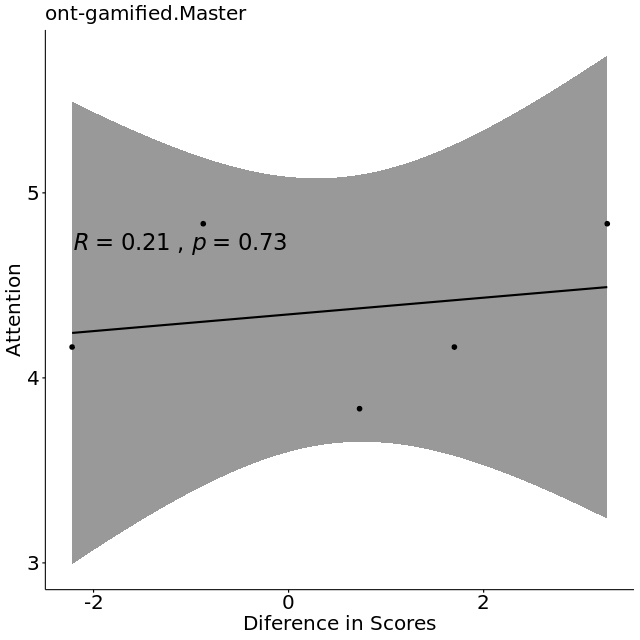 ont-gamified.Master
R = 0.21 , p = 0.73
Attention
5
4
3
-2
0
2
Diference in Scores